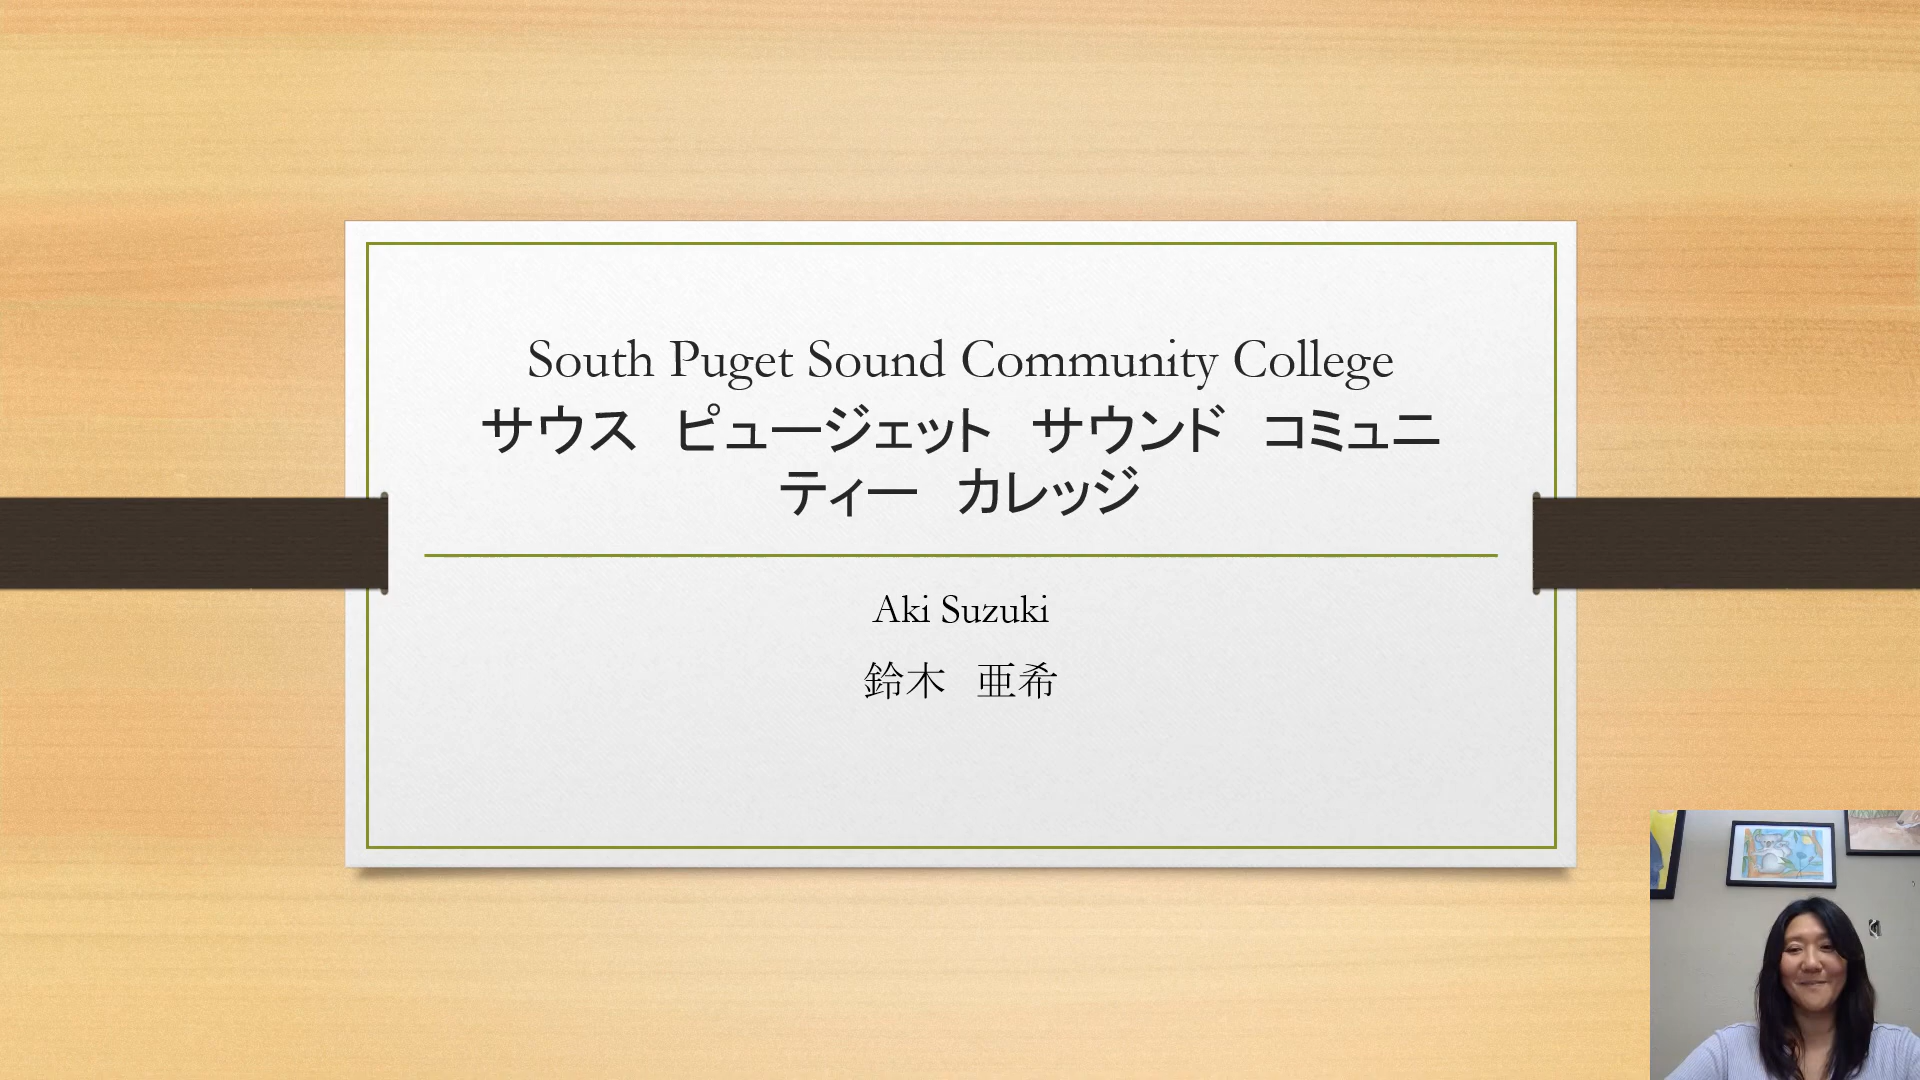 South Puget Sound Community College
サウス　ピュージェット　サウンド　コミュニ
ティー　カレッジ
Aki Suzuki
鈴木　亜希